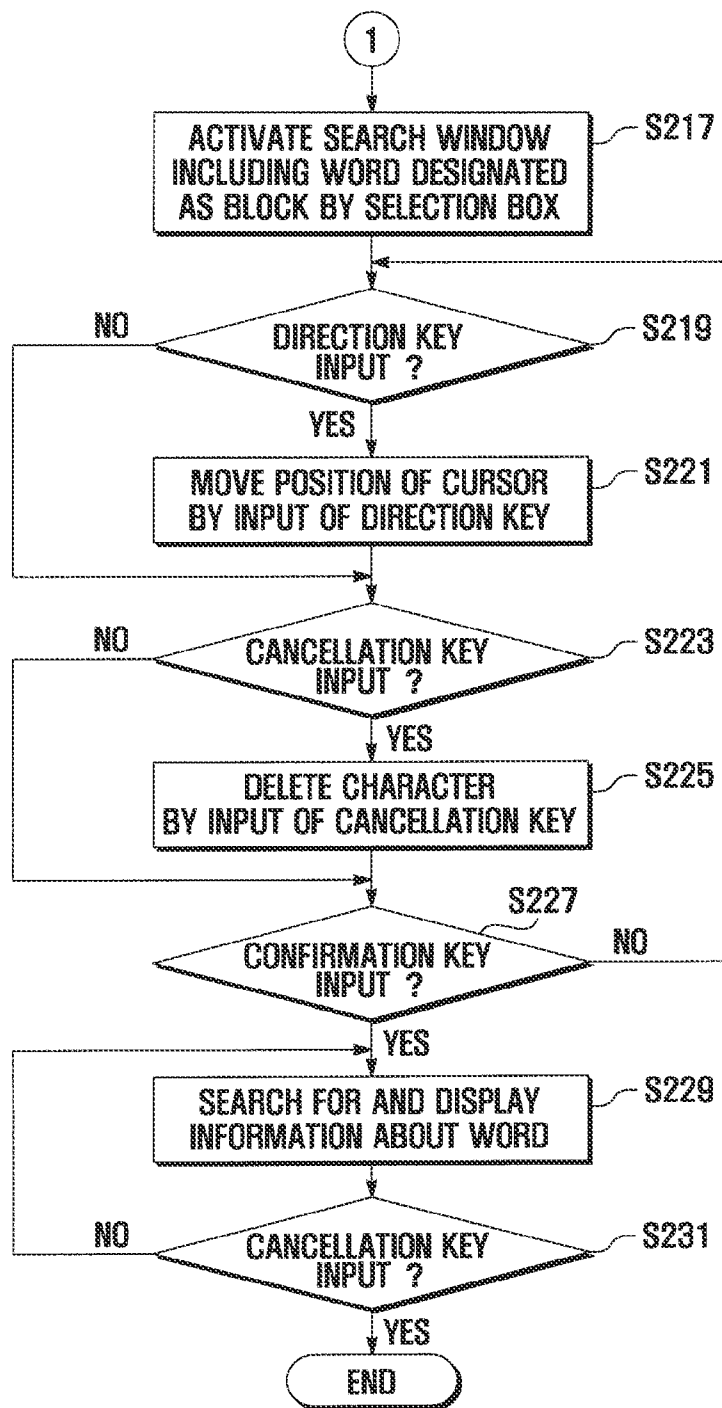 1
ACTIVATE SEARCH WINDOW
INCLUDING WORD DESIGNATED
AS BLOCK BY SELECTION BOX
S217
NO
DIRECTION KEY
INPUT ?
S219
YES
MOVE POSITION OF CURSOR
BY INPUT OF DIRECTION KEY
S221
NO
CANCELLATION KEY
INPUT ?
S223
YES
DELETE CHARACTER
BY INPUT OF CANCELLATION KEY
S225
S227
CONFIRMATION KEY
INPUT ?
NO
YES
SEARCH FOR AND DISPLAY
INFORMATION ABOUT WORD
S229
NO
CANCELLATION KEY
INPUT ?
S231
YES
END